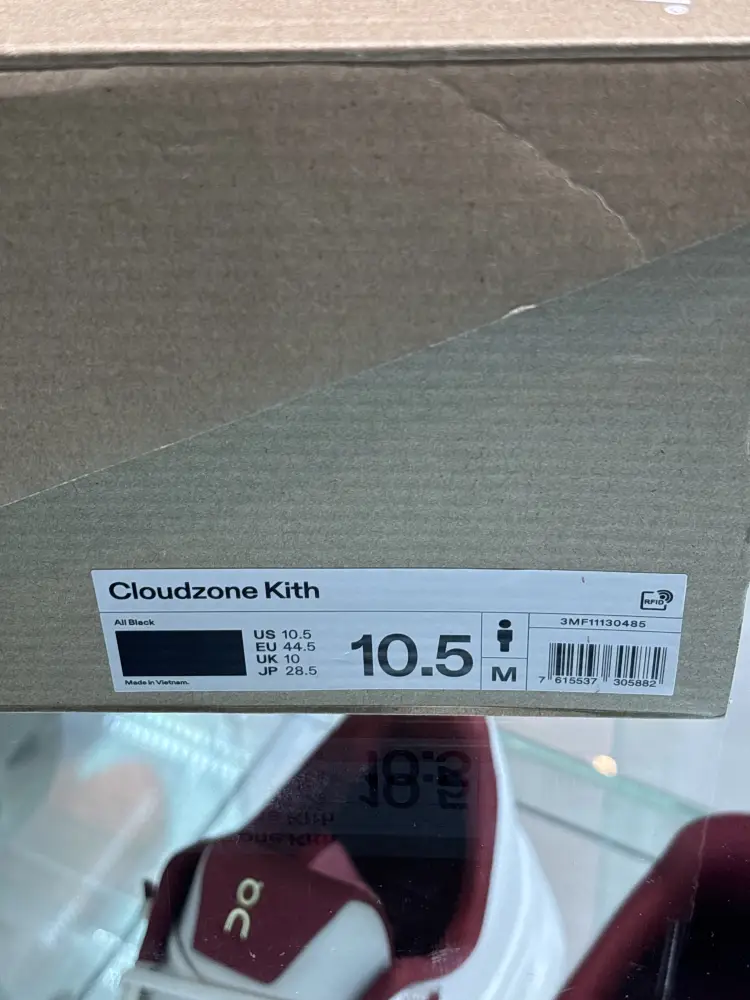 Cloudzone Kith
RFID
All Black
US 10.5
EU 44.5
UK 10
JP 28.5
10.5
M
3MF11130485
7 615537 305882
Made in Vietnam.